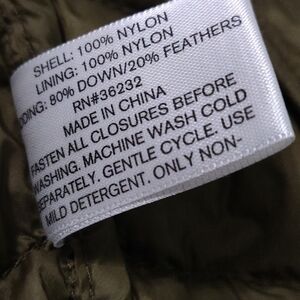 SHELL: 100% NYLON
LINING: 100% NYLON
DING: 80% DOWN/20% FEATHERS
RN#36232
MADE IN CHINA
FASTEN ALL CLOSURES BEFORE
WASHING. MACHINE WASH COLD
SEPARATELY. GENTLE CYCLE. USE
MILD DETERGENT. ONLY NON-